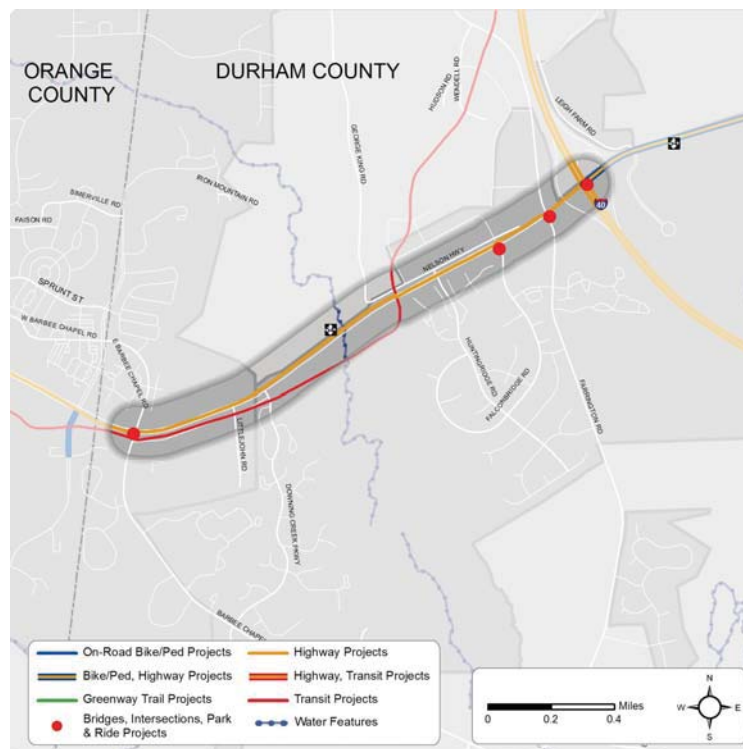 ORANGE
COUNTY
DURHAM COUNTY
HUDSON RD
WENDELL RD
LEIGH FARM RD
GEORGE KING RD
IRON MOUNTAIN RD
SIMERVILLE RD
FAISON RD
SPRUNT ST
W BARBEE CHAPEL RD
E BARBEE CHAPEL RD
NELSON HWY
40
54
54
HUNTINGRIDGE RD
FALCONBRIDGE RD
FARRINGTON RD
LITTLEJOHN RD
DOWNING CREEK PKWY
BARBEE CHAPEL
On-Road Bike/Ped Projects
Highway Projects
Bike/Ped, Highway Projects
Highway, Transit Projects
Greenway Trail Projects
Transit Projects
Bridges, Intersections, Park
& Ride Projects
Water Features
Miles
0 0.2 0.4
N
W E
S